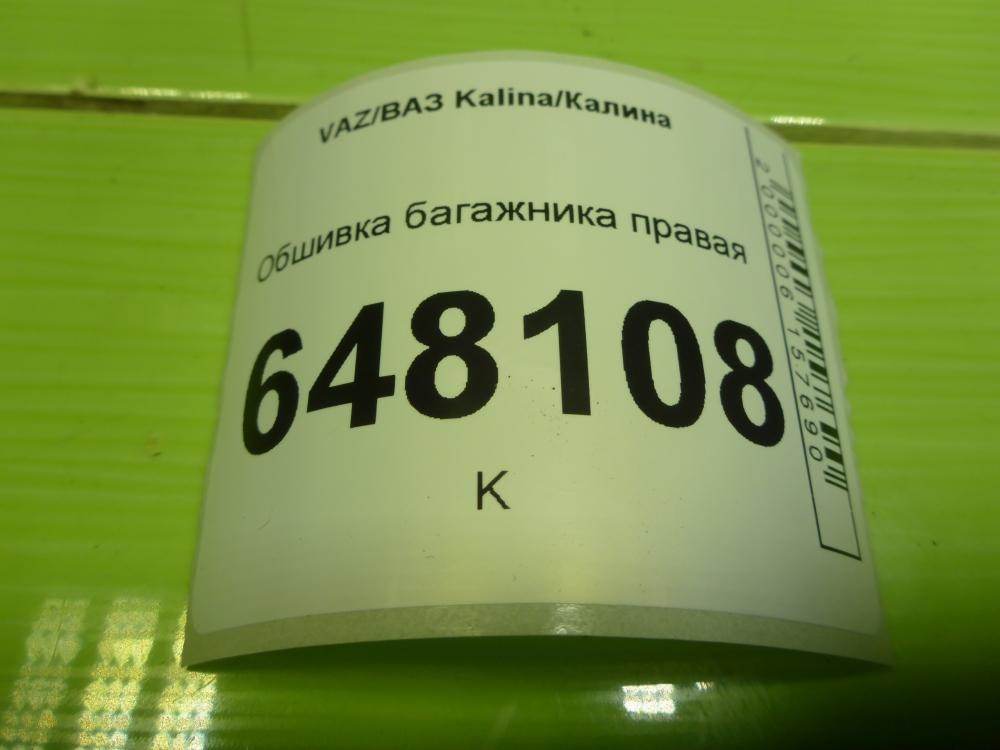 VAZ/ВАЗ Kalina/Калина
Обшивка багажника правая
648108
К
2000006157690